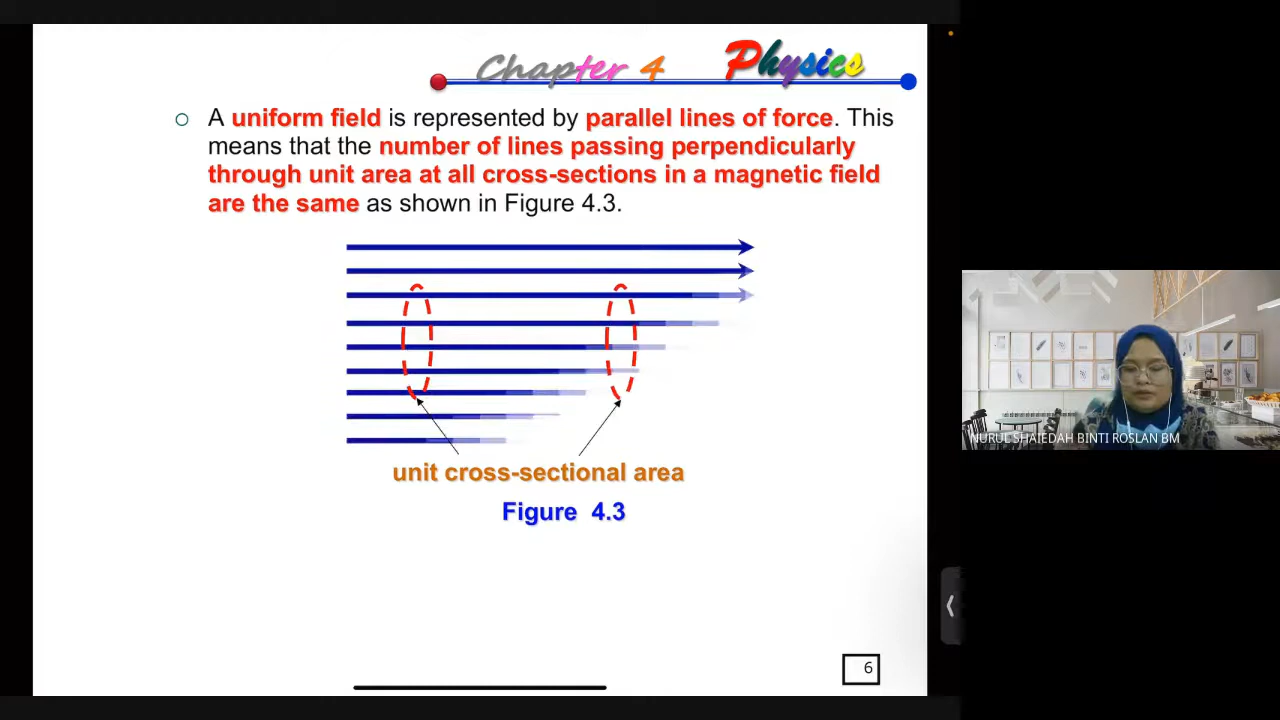 Chapter 4 Physics
○ A uniform field is represented by parallel lines of force. This
means that the number of lines passing perpendicularly
through unit area at all cross-sections in a magnetic field
are the same as shown in Figure 4.3.
unit cross-sectional area
Figure 4.3
6
NURUL SHAIEDAH BINTI ROSLAN BM